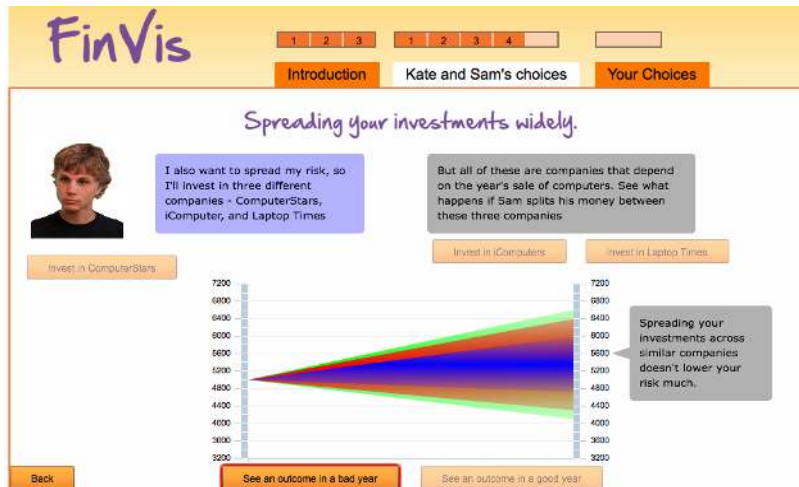 FinVis
1 2 3
1 2 3 4
Introduction
Kate and Sam's choices
Your Choices
Spreading your investments widely.
I also want to spread my risk, so
I'll invest in three different
companies - ComputerStars,
iComputer, and Laptop Times
But all of these are companies that depend
on the year's sale of computers. See what
happens if Sam splits his money between
these three companies
Invest in ComputerStars
Invest in iComputers
Invest in Laptop Times
7200
6800
6400
6000
5600
5200
4800
4400
4000
3600
3200
7200
6800
6400
6000
5600
5200
4800
4400
4000
3600
3200
Spreading your
investments across
similar companies
doesn't lower your
risk much.
Back
See an outcome in a bad year
See an outcome in a good year